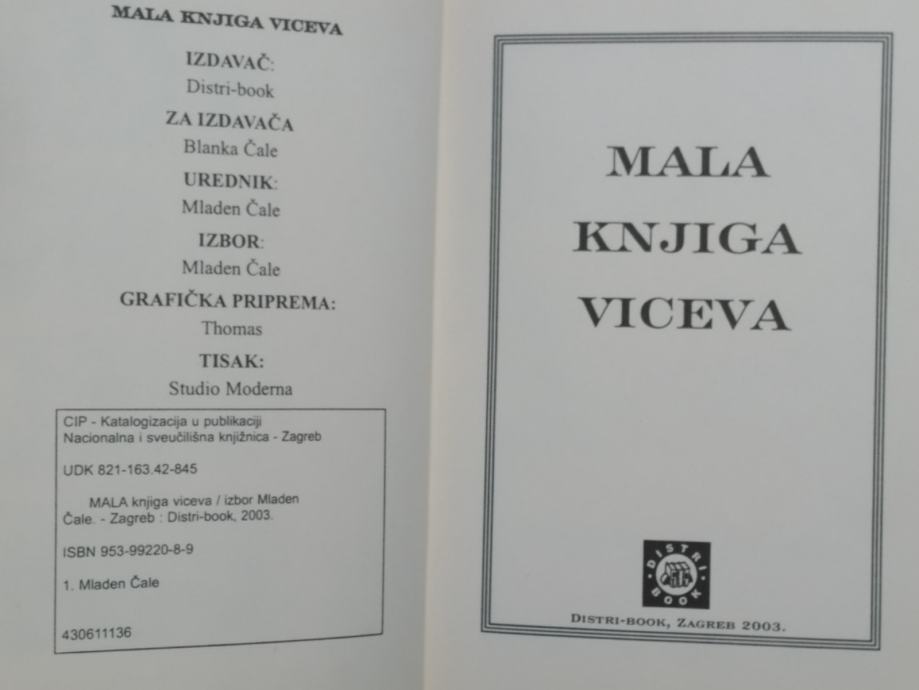 MALA KNJIGA VICEVA
IZDAVAČ:
Distri-book
ZA IZDAVAČA
Blanka Čale
UREDNIK:
Mladen Čale
IZBOR:
Mladen Čale
GRAFIČKA PRIPREMA:
Thomas
TISAK:
Studio Moderna
CIP - Katalogizacija u publikaciji
Nacionalna i sveučilišna knjižnica - Zagreb
UDK 821-163.42-845
MALA knjiga viceva / izbor Mladen
Čale. - Zagreb : Distri-book, 2003.
ISBN 953-99220-8-9
1. Mladen Čale
430611136
MALA
KNJIGA
VICEVA
DISTRI
BOOK
DISTRI-BOOK, ZAGREB 2003.